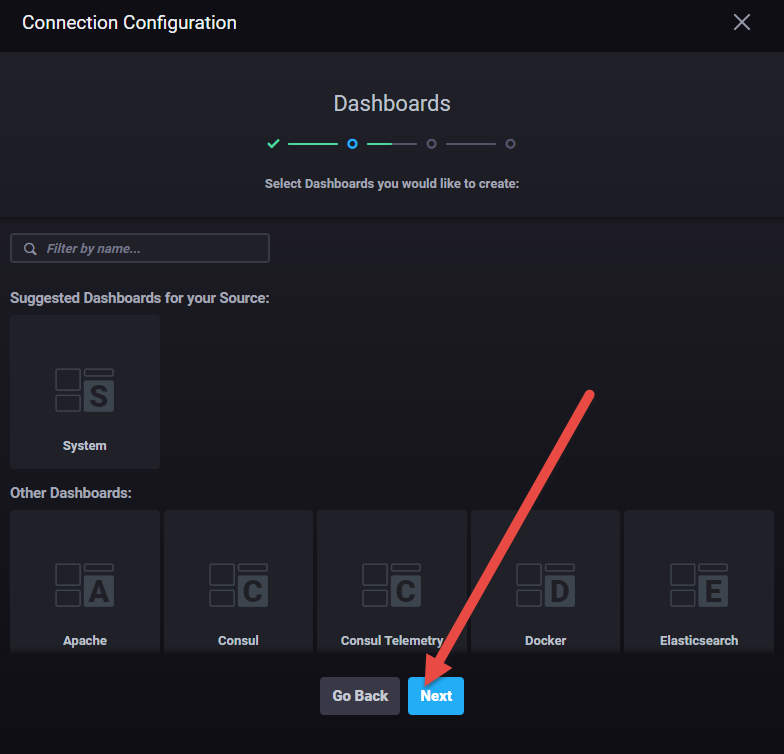 Connection Configuration
Dashboards
Select Dashboards you would like to create:
Filter by name...
Suggested Dashboards for your Source:
S
System
Other Dashboards:
A C C D E
Apache Consul Consul Telemetry Docker Elasticsearch
Go Back Next